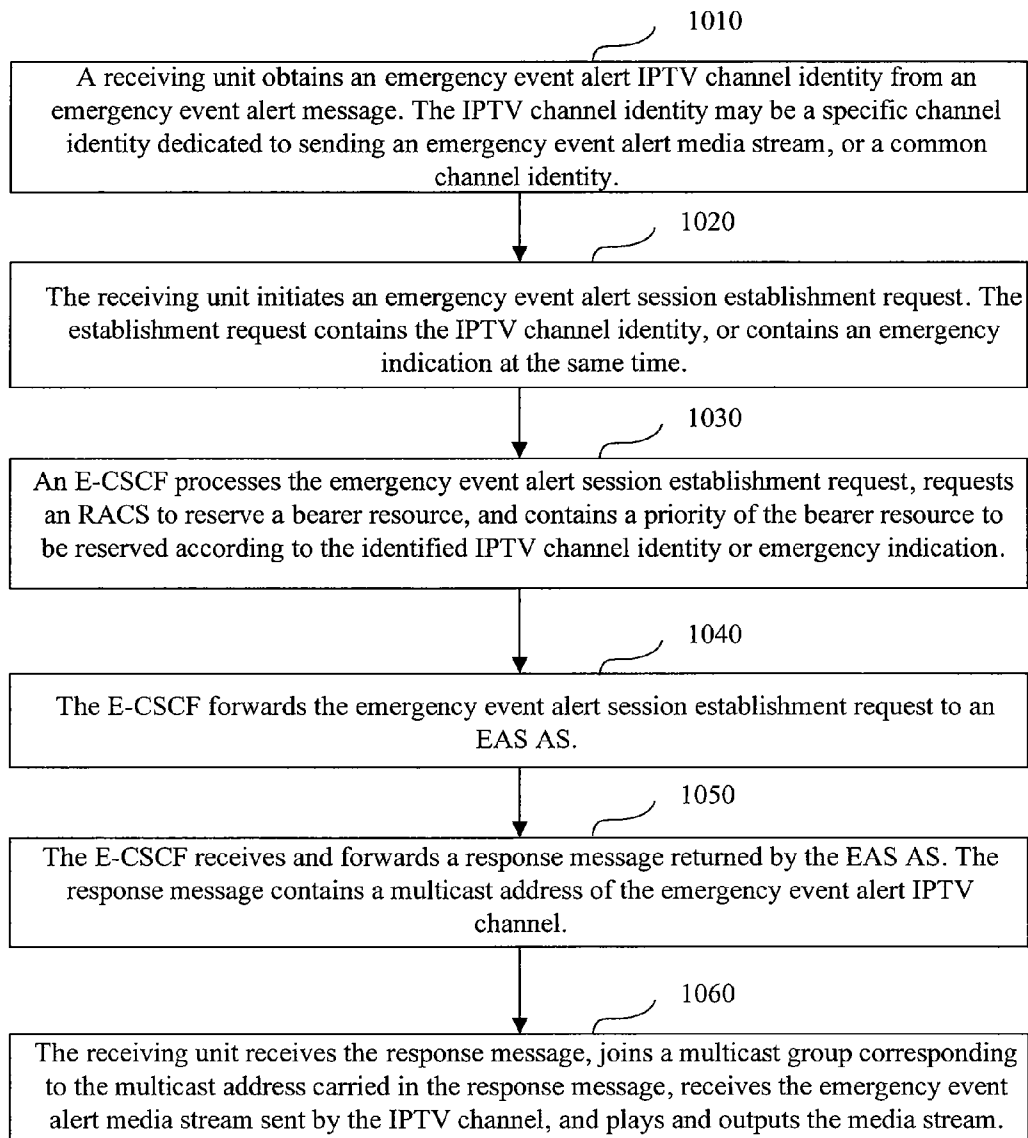 1010
A receiving unit obtains an emergency event alert IPTV channel identity from an
emergency event alert message. The IPTV channel identity may be a specific channel
identity dedicated to sending an emergency event alert media stream, or a common
channel identity.
1020
The receiving unit initiates an emergency event alert session establishment request. The
establishment request contains the IPTV channel identity, or contains an emergency
indication at the same time.
1030
An E-CSCF processes the emergency event alert session establishment request, requests
an RACS to reserve a bearer resource, and contains a priority of the bearer resource to
be reserved according to the identified IPTV channel identity or emergency indication.
1040
The E-CSCF forwards the emergency event alert session establishment request to an
EAS AS.
1050
The E-CSCF receives and forwards a response message returned by the EAS AS. The
response message contains a multicast address of the emergency event alert IPTV
channel.
1060
The receiving unit receives the response message, joins a multicast group corresponding
to the multicast address carried in the response message, receives the emergency event
alert media stream sent by the IPTV channel, and plays and outputs the media stream.